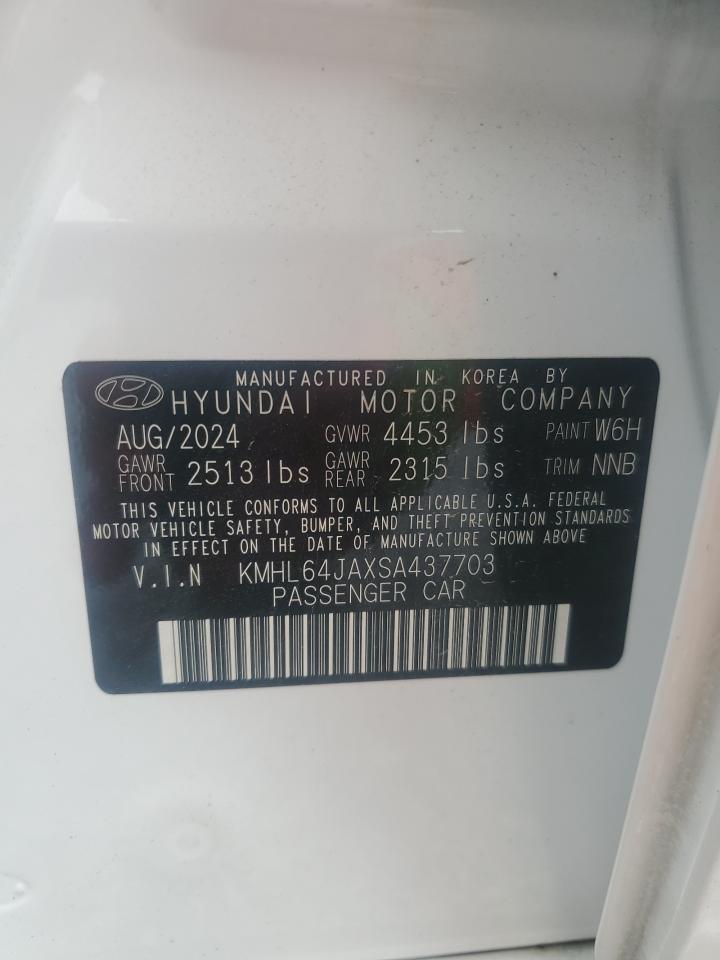 MANUFACTURED IN KOREA BY
HYUNDAI MOTOR COMPANY
AUG/2024 GVWR 4453 lbs PAINT W6H
GAWR FRONT 2513 lbs GAWR REAR 2315 lbs TRIM NNB
THIS VEHICLE CONFORMS TO ALL APPLICABLE U.S.A. FEDERAL
MOTOR VEHICLE SAFETY, BUMPER, AND THEFT PREVENTION STANDARDS
IN EFFECT ON THE DATE OF MANUFACTURE SHOWN ABOVE
V.I.N KMHL64JAXSA437703
PASSENGER CAR